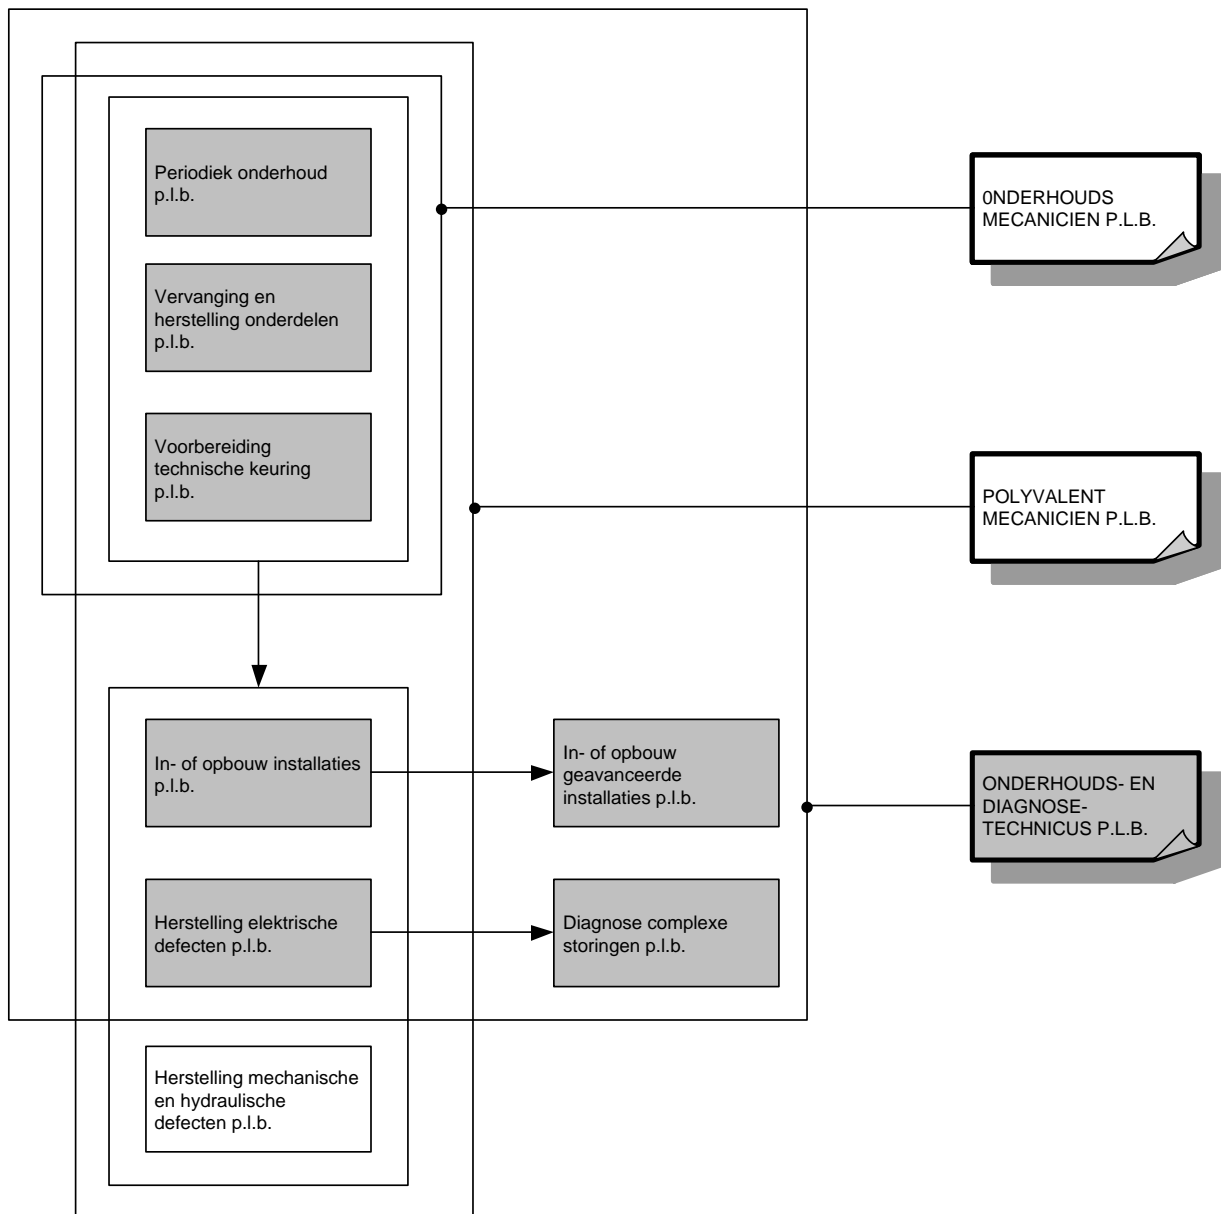 Periodiek onderhoud
p.l.b.
Vervanging en
herstelling onderdelen
p.l.b.
Voorbereiding
technische keuring
p.l.b.
In- of opbouw installaties
p.l.b.
In- of opbouw
geavanceerde
installaties p.l.b.
Herstelling elektrische
defecten p.l.b.
Diagnose complexe
storingen p.l.b.
Herstelling mechanische
en hydraulische
defecten p.l.b.
0NDERHOUDS
MECANICIEN P.L.B.
POLYVALENT
MECANICIEN P.L.B.
ONDERHOUDS- EN
DIAGNOSE-
TECHNICUS P.L.B.